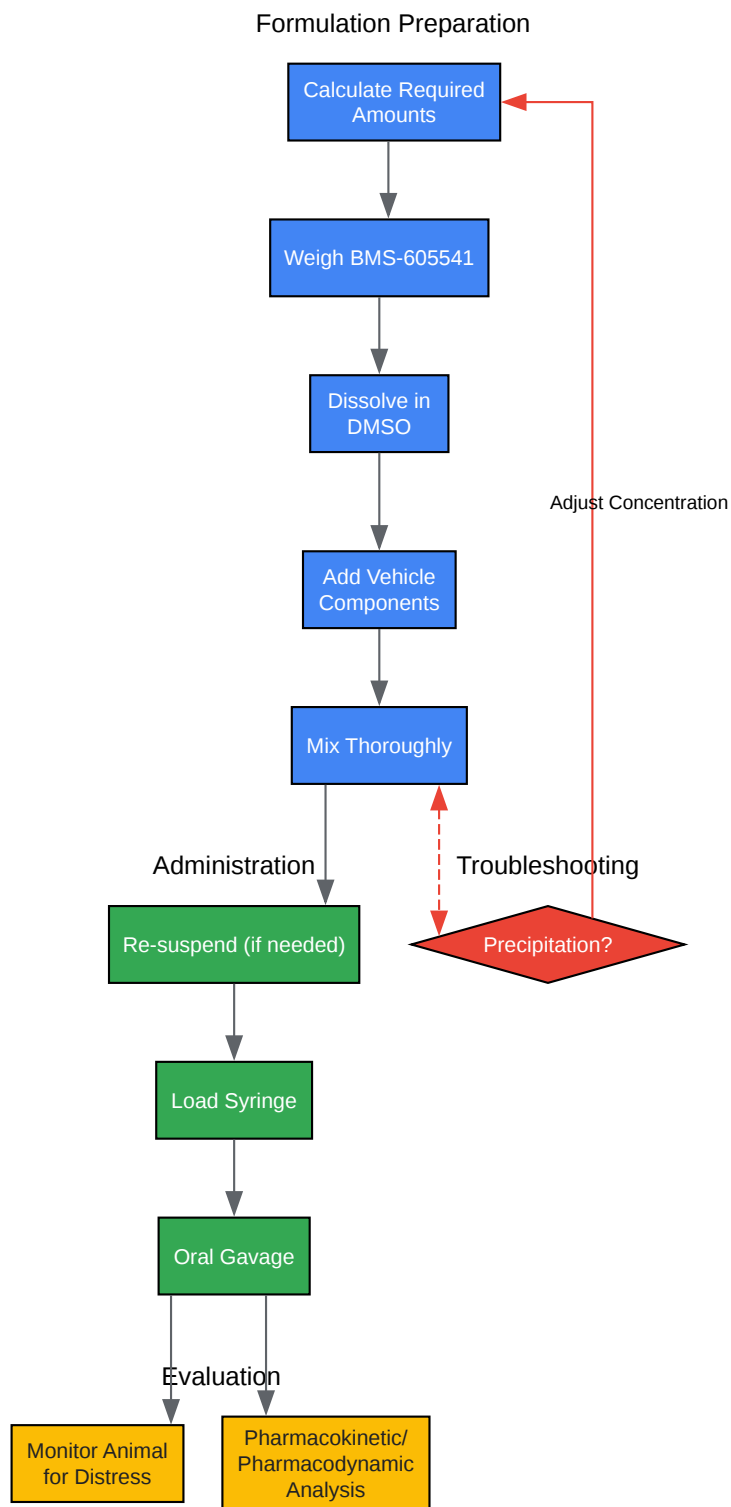 Formulation Preparation
Calculate Required
Amounts
Weigh BMS-605541
Dissolve in
DMSO
Adjust Concentration
Add Vehicle
Components
Mix Thoroughly
Administration
Troubleshooting
Re-suspend (if needed)
Precipitation?
Load Syringe
Oral Gavage
Evaluation
Monitor Animal
for Distress
Pharmacokinetic/
Pharmacodynamic
Analysis